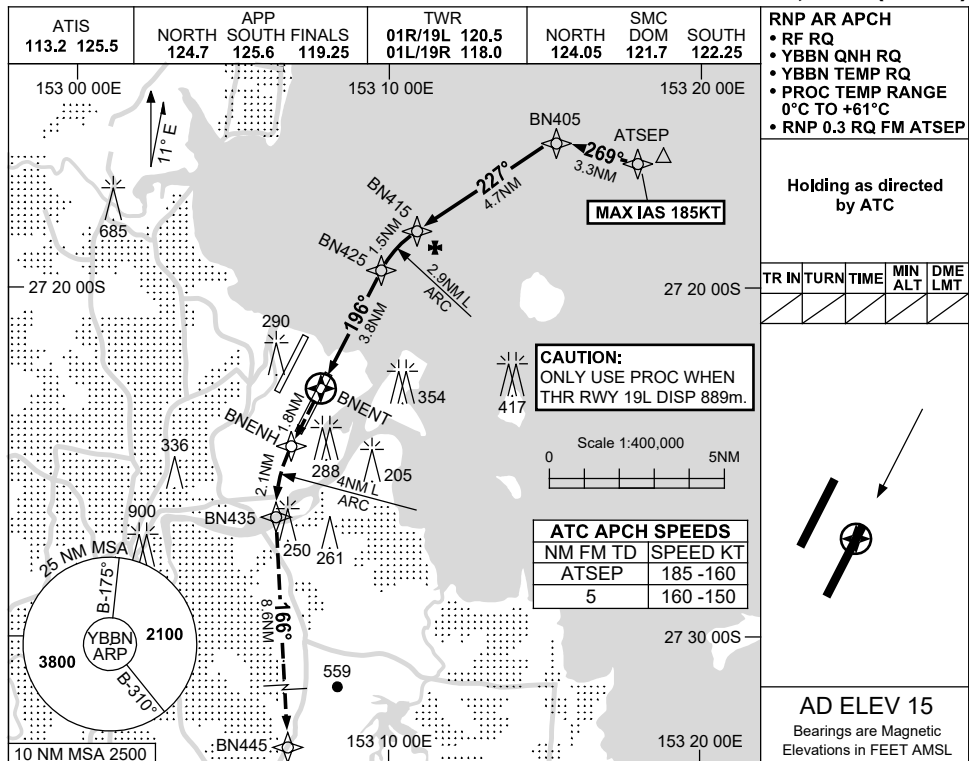 ATIS
113.2 125.5
APP
NORTH SOUTH FINALS
124.7 125.6 119.25
TWR
01R/19L 120.5
01L/19R 118.0
SMC
NORTH DOM SOUTH
124.05 121.7 122.25
RNP AR APCH
• RF RQ
• YBBN QNH RQ
• YBBN TEMP RQ
• PROC TEMP RANGE
0°C TO +61°C
• RNP 0.3 RQ FM ATSEP
Holding as directed
by ATC
TR IN TURN TIME MIN ALT DME LMT
153 00 00E
153 10 00E
153 20 00E
11° E
685
BN405
ATSEP
269°
3.3NM
MAX IAS 185KT
227°
4.7NM
BN415
1.5NM
BN425
2.9NM L
ARC
27 20 00S
27 20 00S
196°
3.8NM
290
354
417
CAUTION:
ONLY USE PROC WHEN
THR RWY 19L DISP 889m.
BNENT
1.8NM
BNENH
288
205
336
Scale 1:400,000
0 5NM
2.1NM
4NM L
ARC
BN435
250
261
900
ATC APCH SPEEDS
NM FM TD SPEED KT
ATSEP 185 -160
5 160 -150
25 NM MSA
B-175°
YBBN
ARP
2100
3800
B-310°
166°
8.6NM
27 30 00S
559
BN445
10 NM MSA 2500
153 10 00E
153 20 00E
AD ELEV 15
Bearings are Magnetic
Elevations in FEET AMSL